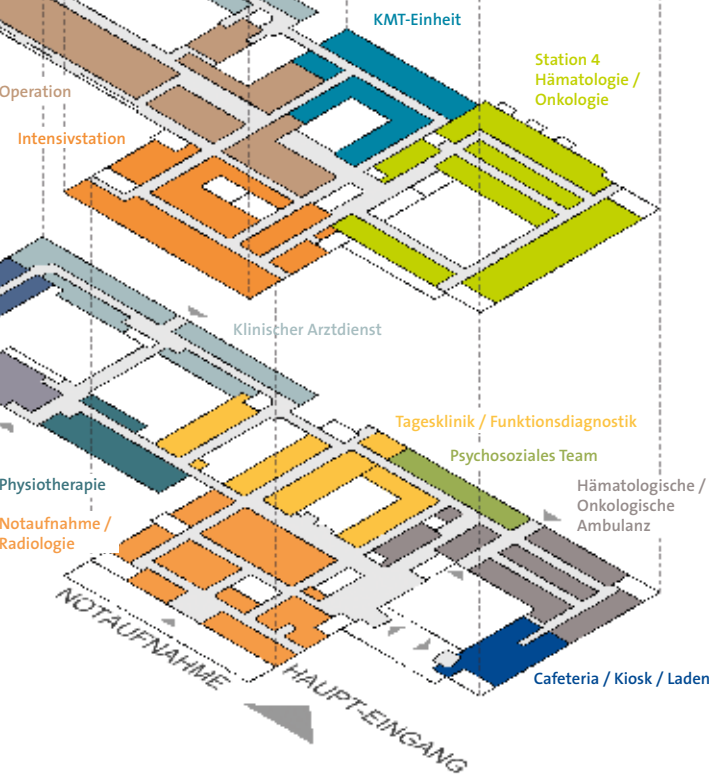 KMT-Einheit
Station 4
Hämatologie /
Onkologie
Operation
Intensivstation
Klinischer Arztdienst
Tagesklinik / Funktionsdiagnostik
Psychosoziales Team
Physiotherapie
Hämatologische /
Onkologische
Ambulanz
Notaufnahme /
Radiologie
NOTAUFNAHME
HAUPT-EINGANG
Cafeteria / Kiosk / Laden